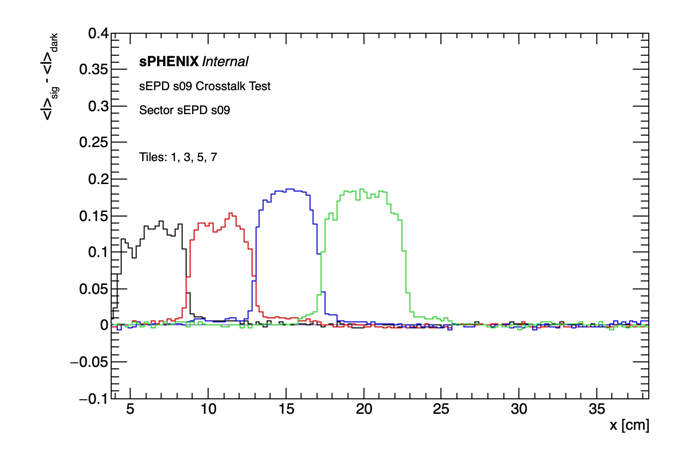 <I>sig - <I>dark
0.4
0.35
0.3
0.25
0.2
0.15
0.1
0.05
0
−0.05
−0.1
sPHENIX Internal
sEPD s09 Crosstalk Test
Sector sEPD s09
Tiles: 1, 3, 5, 7
5 10 15 20 25 30 35
x [cm]